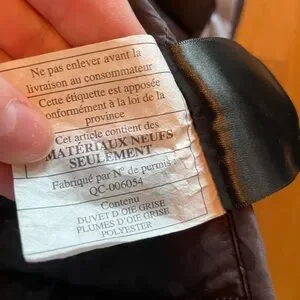 Ne pas enlever avant la
livraison au consommateur
Cette étiquette est apposée
conformément à la loi de la
province
Cet article contient des
MATÉRIAUX NEUFS
SEULEMENT
Fabriqué par N° de permis :
QC-006054
Contenu
DUVET D'OIE GRISE
PLUMES D'OIE GRISE
POLYESTER